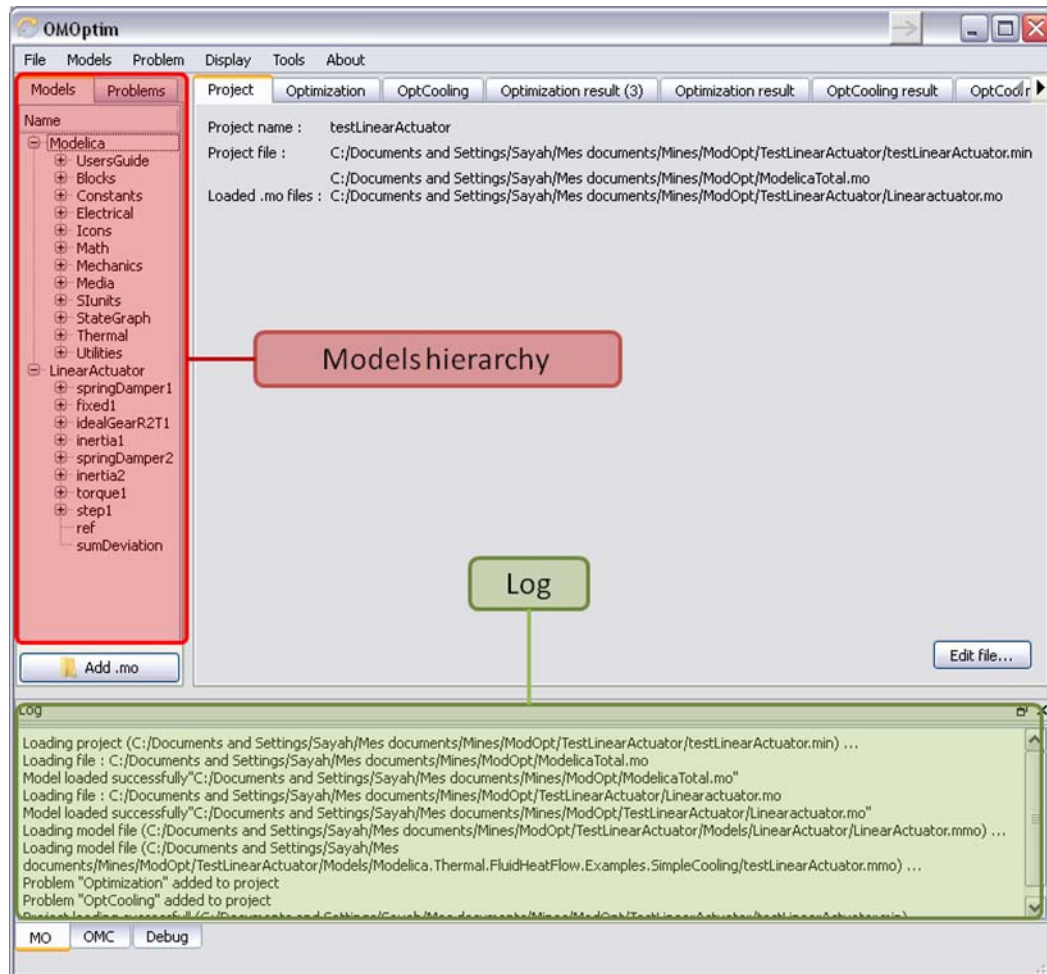 OMOptim
File Models Problem Display Tools About
Models Problems
Project Optimization OptCooling Optimization result (3) Optimization result OptCooling result
Name
Modelica
UsersGuide
Blocks
Constants
Electrical
Icons
Math
Mechanics
Media
SIunits
StateGraph
Thermal
Utilities
LinearActuator
springDamper1
fixed1
idealGearR2T1
inertia1
springDamper2
inertia2
torque1
step1
ref
sumDeviation
Add .mo
Project name : testLinearActuator
Project file : C:/Documents and Settings/Sayah/Mes documents/Mines/ModOpt/TestLinearActuator/testLinearActuator.min
C:/Documents and Settings/Sayah/Mes documents/Mines/ModOpt/ModelicaTotal.mo
Loaded .mo files : C:/Documents and Settings/Sayah/Mes documents/Mines/ModOpt/TestLinearActuator/Linearactuator.mo
Models hierarchy
Log
Edit file...
Log
Loading project (C:/Documents and Settings/Sayah/Mes documents/Mines/ModOpt/TestLinearActuator/testLinearActuator.min) ...
Loading file : C:/Documents and Settings/Sayah/Mes documents/Mines/ModOpt/ModelicaTotal.mo
Model loaded successfully"C:/Documents and Settings/Sayah/Mes documents/Mines/ModOpt/ModelicaTotal.mo"
Loading file : C:/Documents and Settings/Sayah/Mes documents/Mines/ModOpt/TestLinearActuator/Linearactuator.mo
Model loaded successfully"C:/Documents and Settings/Sayah/Mes documents/Mines/ModOpt/TestLinearActuator/Linearactuator.mo"
Loading model file (C:/Documents and Settings/Sayah/Mes documents/Mines/ModOpt/TestLinearActuator/Models/LinearActuator/LinearActuator.mmo) ...
Loading model file (C:/Documents and Settings/Sayah/Mes
documents/Mines/ModOpt/TestLinearActuator/Models/Modelica.Thermal.FluidHeatFlow.Examples.SimpleCooling/testLinearActuator.mmo) ...
Problem "Optimization" added to project
Problem "OptCooling" added to project
MO OMC Debug